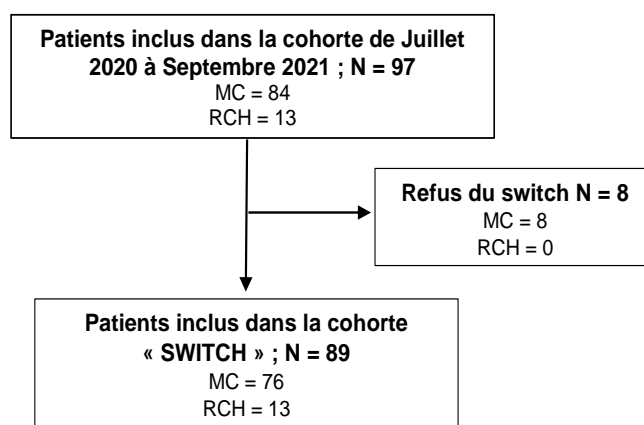 Patients inclus dans la cohorte de Juillet
2020 à Septembre 2021 ; N = 97
MC = 84
RCH = 13
Refus du switch N = 8
MC = 8
RCH = 0
Patients inclus dans la cohorte
« SWITCH » ; N = 89
MC = 76
RCH = 13